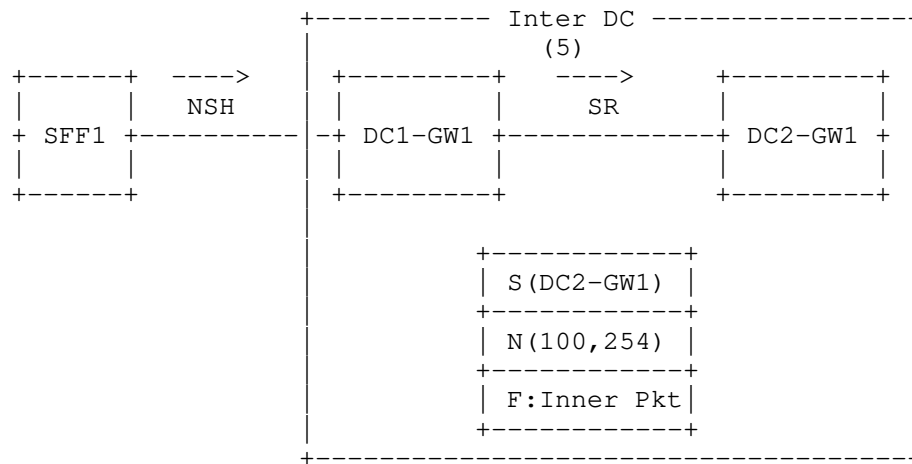 Inter DC
(5)
----> ---->
NSH SR
SFF1 DC1-GW1 DC2-GW1
S(DC2-GW1)
N(100,254)
F:Inner Pkt